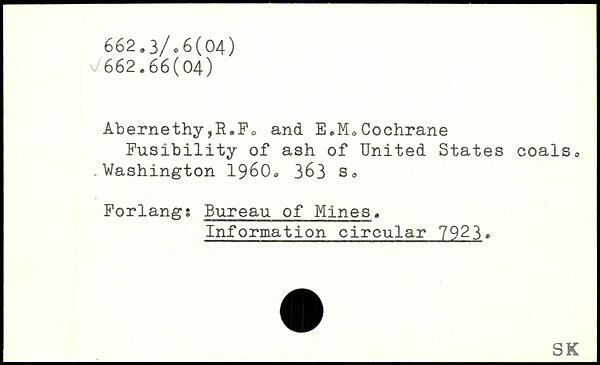 662.3/.6(04)
✓662.66(04)
Abernethy,R.F. and E.M.Cochrane
Fusibility of ash of United States coals.
Washington 1960. 363 s.
Forlang: Bureau of Mines.
Information circular 7923.
SK